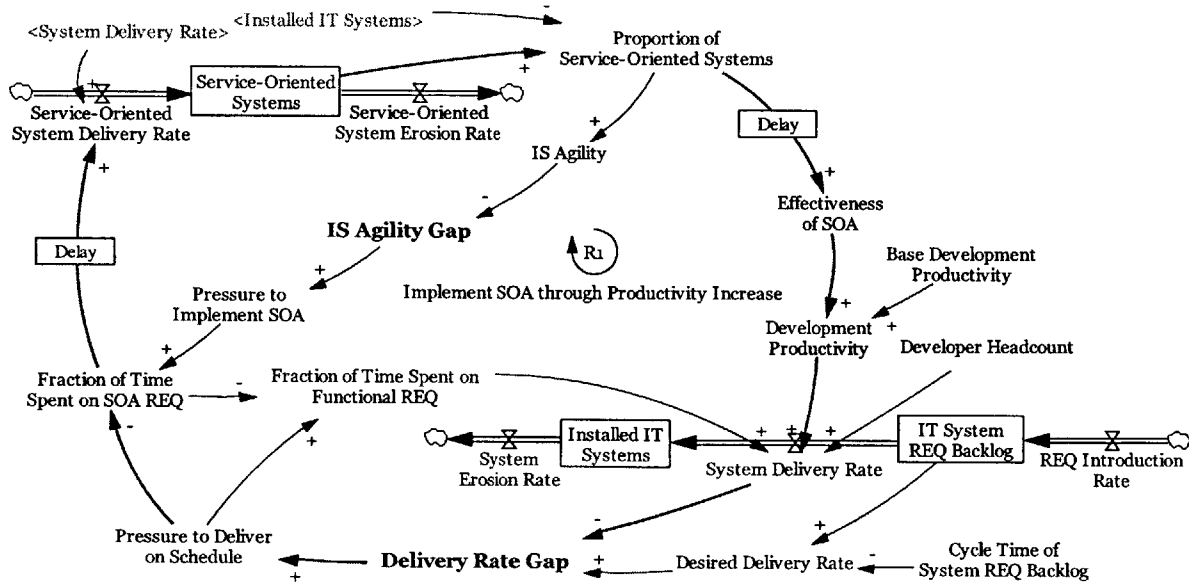 <System Delivery Rate>
<Installed IT Systems>
-
Proportion of
Service-Oriented Systems
+
+
Service-Oriented
Systems
Service-Oriented
System Delivery Rate
Service-Oriented
System Erosion Rate
+
+
Delay
IS Agility
+
-
Effectiveness
of SOA
IS Agility Gap
Delay
R1
Implement SOA through Productivity Increase
Base Development
Productivity
+
Pressure to
Implement SOA
+
+
Development
Productivity
+
Developer Headcount
Fraction of Time
Spent on SOA REQ
-
Fraction of Time Spent on
Functional REQ
-
+
+
+
+
+
Installed IT
Systems
IT System
REQ Backlog
System
Erosion Rate
System Delivery Rate
REQ Introduction
Rate
Pressure to Deliver
on Schedule
-
+
+
Delivery Rate Gap
+
Desired Delivery Rate
-
Cycle Time of
System REQ Backlog